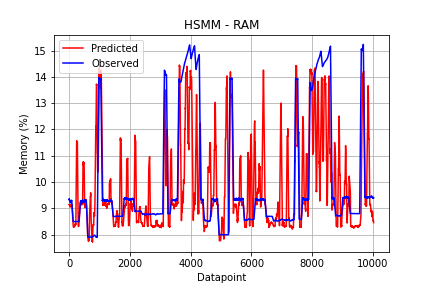 HSMM - RAM
Predicted
Observed
Memory (%)
15
14
13
12
11
10
9
8
0
2000
4000
6000
8000
10000
Datapoint